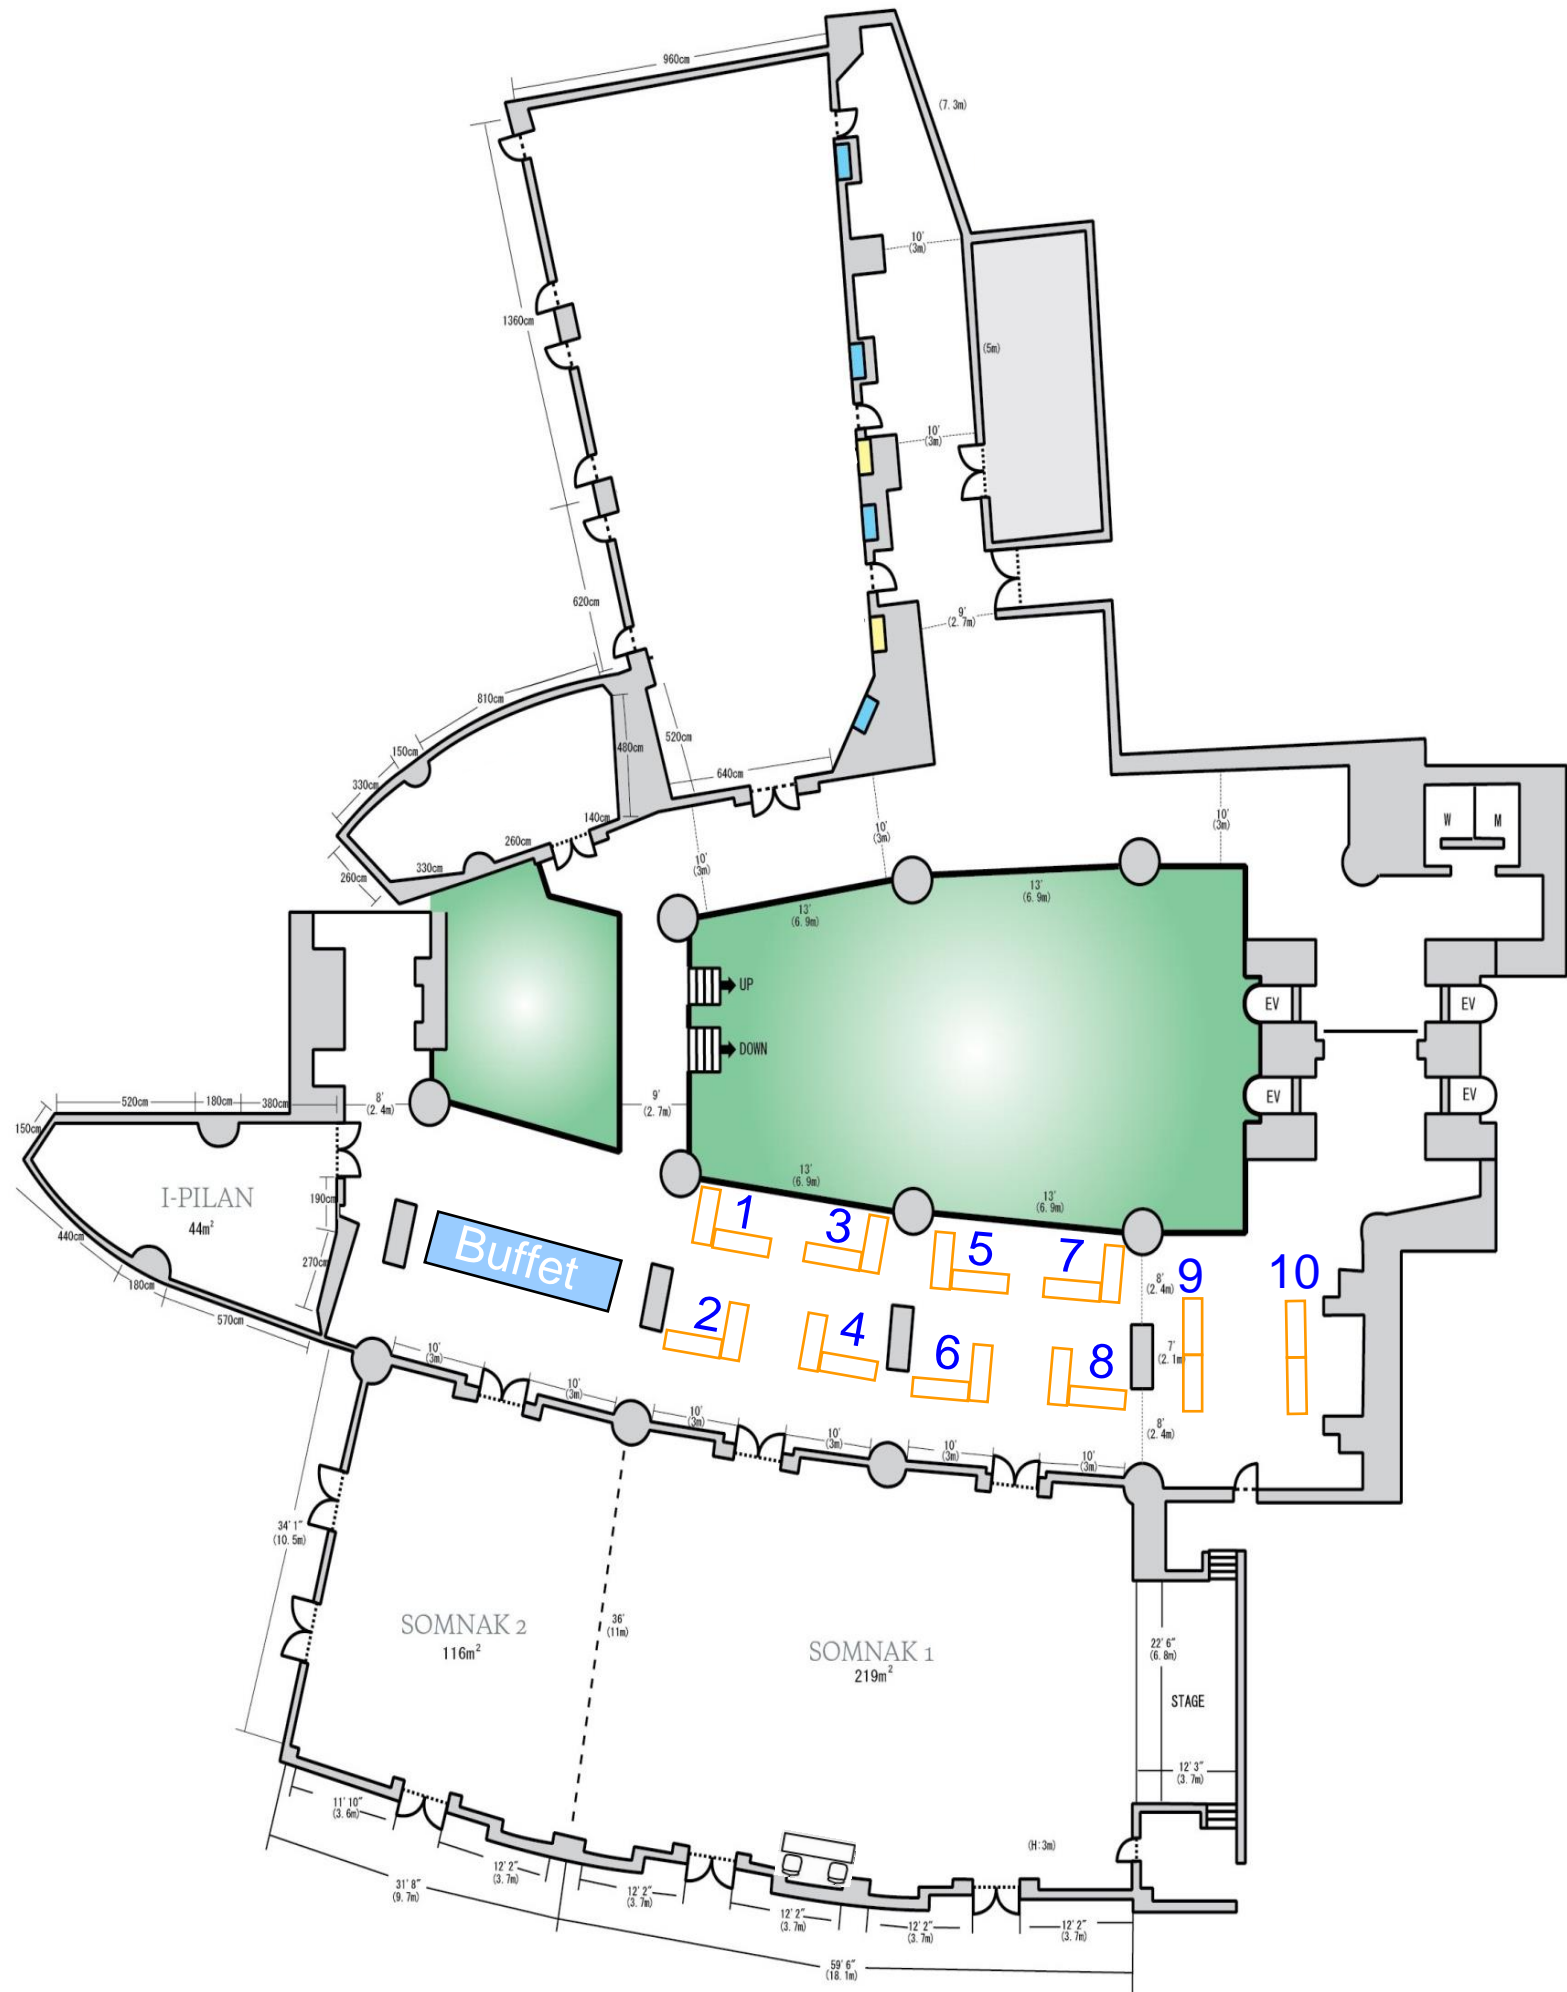 960cm
(7.3m)
10'
(3m)
1360cm
(5m)
10'
(3m)
620cm
9'
(2.7m)
810cm
150cm
330cm
480cm
520cm
640cm
140cm
260cm
330cm
260cm
10'
(3m)
10'
(3m)
10'
(3m)
W
M
13'
(6.9m)
13'
(6.9m)
UP
DOWN
EV
EV
EV
EV
520cm
180cm
380cm
8'
(2.4m)
9'
(2.7m)
150cm
I-PILAN
44m²
190cm
440cm
270cm
180cm
570cm
13'
(6.9m)
13'
(6.9m)
Buffet
1
3
5
7
9
10
2
4
6
8
8'
(2.4m)
7'
(2.1m
8'
(2.4m)
10'
(3m)
10'
(3m)
10'
(3m)
10'
(3m)
10'
(3m)
10'
(3m)
34'1"
(10.5m)
SOMNAK 2
116m²
36'
(11m)
SOMNAK 1
219m²
22'6"
(6.8m)
STAGE
12'3"
(3.7m)
11'10"
(3.6m)
12'2"
(3.7m)
31'8"
(9.7m)
12'2"
(3.7m)
12'2"
(3.7m)
12'2"
(3.7m)
12'2"
(3.7m)
(H:3m)
59'6"
(18.1m)